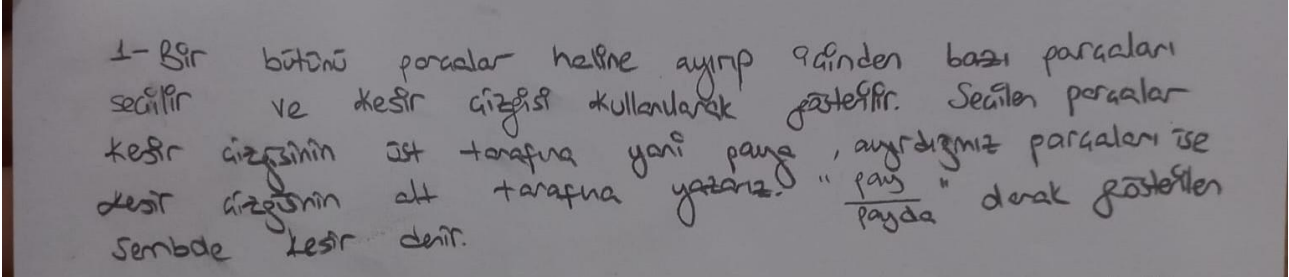 1- Bir bütünü parçalar haline ayırıp içinden bazı parçaları
seçilir ve kesir çizgisi kullanılarak gösterilir. Seçilen parçalar
kesir çizgisinin üst tarafına yani paya, ayırdığımız parçaları ise
kesir çizgisinin alt tarafına yazarız. " pay/payda " olarak gösterilen
sembole kesir denir.